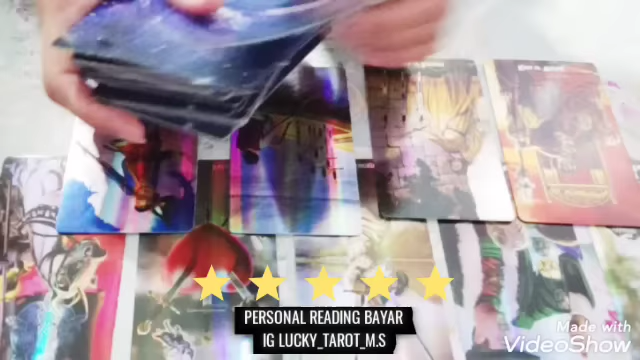 PERSONAL READING BAYAR
IG LUCKY_TAROT_M.S
Made with
VideoShow